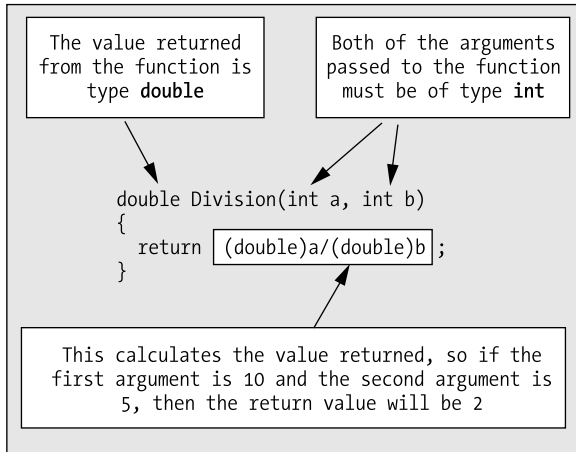 The value returned
from the function is
type double
Both of the arguments
passed to the function
must be of type int
double Division(int a, int b)
{
return (double)a/(double)b ;
}
This calculates the value returned, so if the
first argument is 10 and the second argument is
5, then the return value will be 2